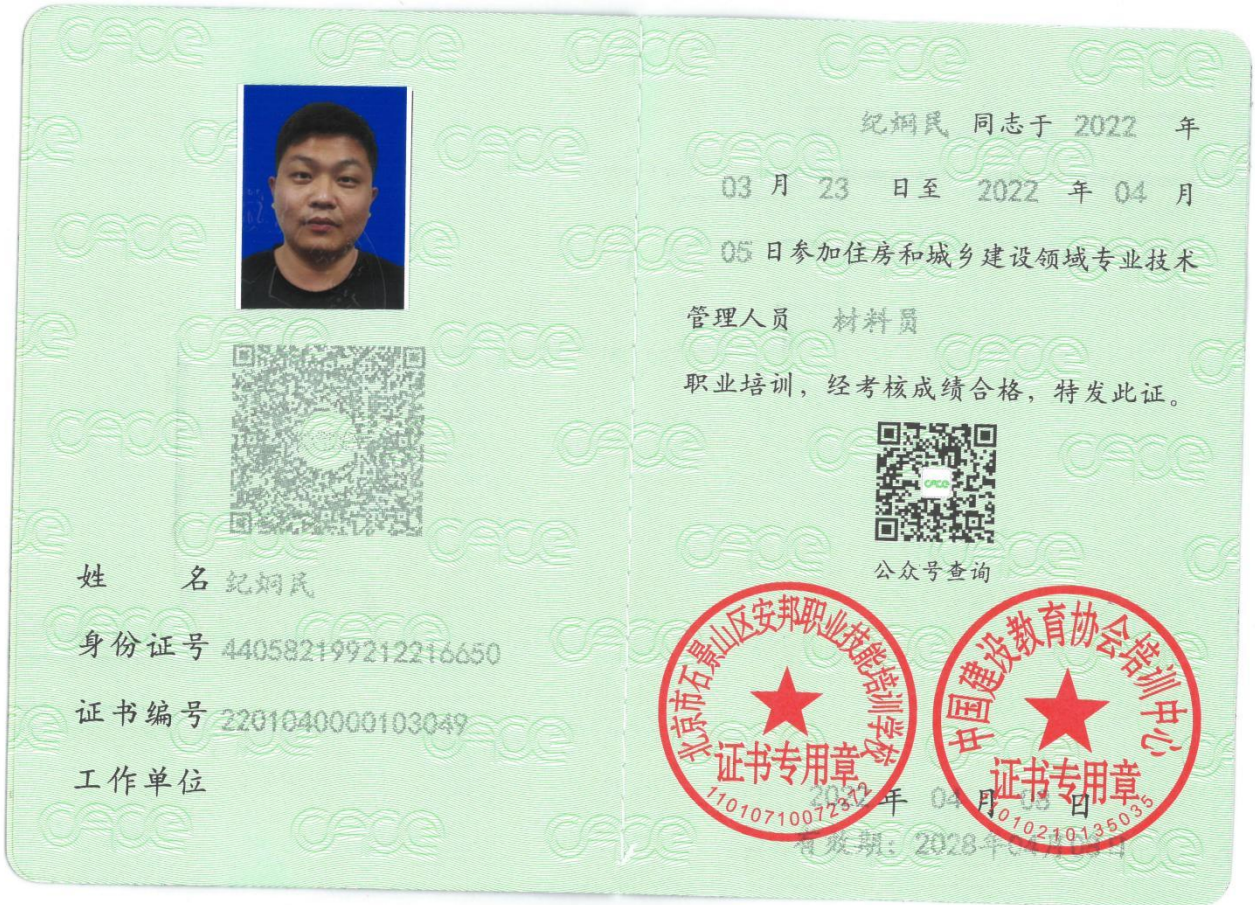 姓 名 纪炯民
身份证号 440582199212216650
证书编号 2201040000103049
工作单位
纪炯民 同志于 2022 年
03 月 23 日至 2022 年 04 月
05 日参加住房和城乡建设领域专业技术
管理人员 材料员
职业培训，经考核成绩合格，特发此证。
公众号查询
北京市石景山区安邦职业技能培训学校
证书专用章
11010710072372
中国建设教育协会培训中心
证书专用章
11010210135035
2022 年 04 月 08 日
有效期：2028年04月08日